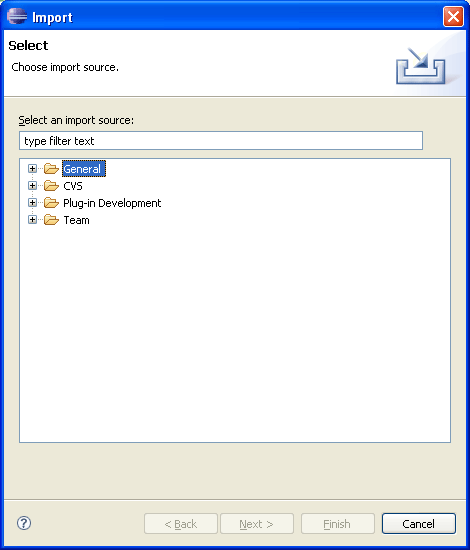 Import
Select
Choose import source.
Select an import source:
type filter text
General
CVS
Plug-in Development
Team
? < Back Next > Finish Cancel